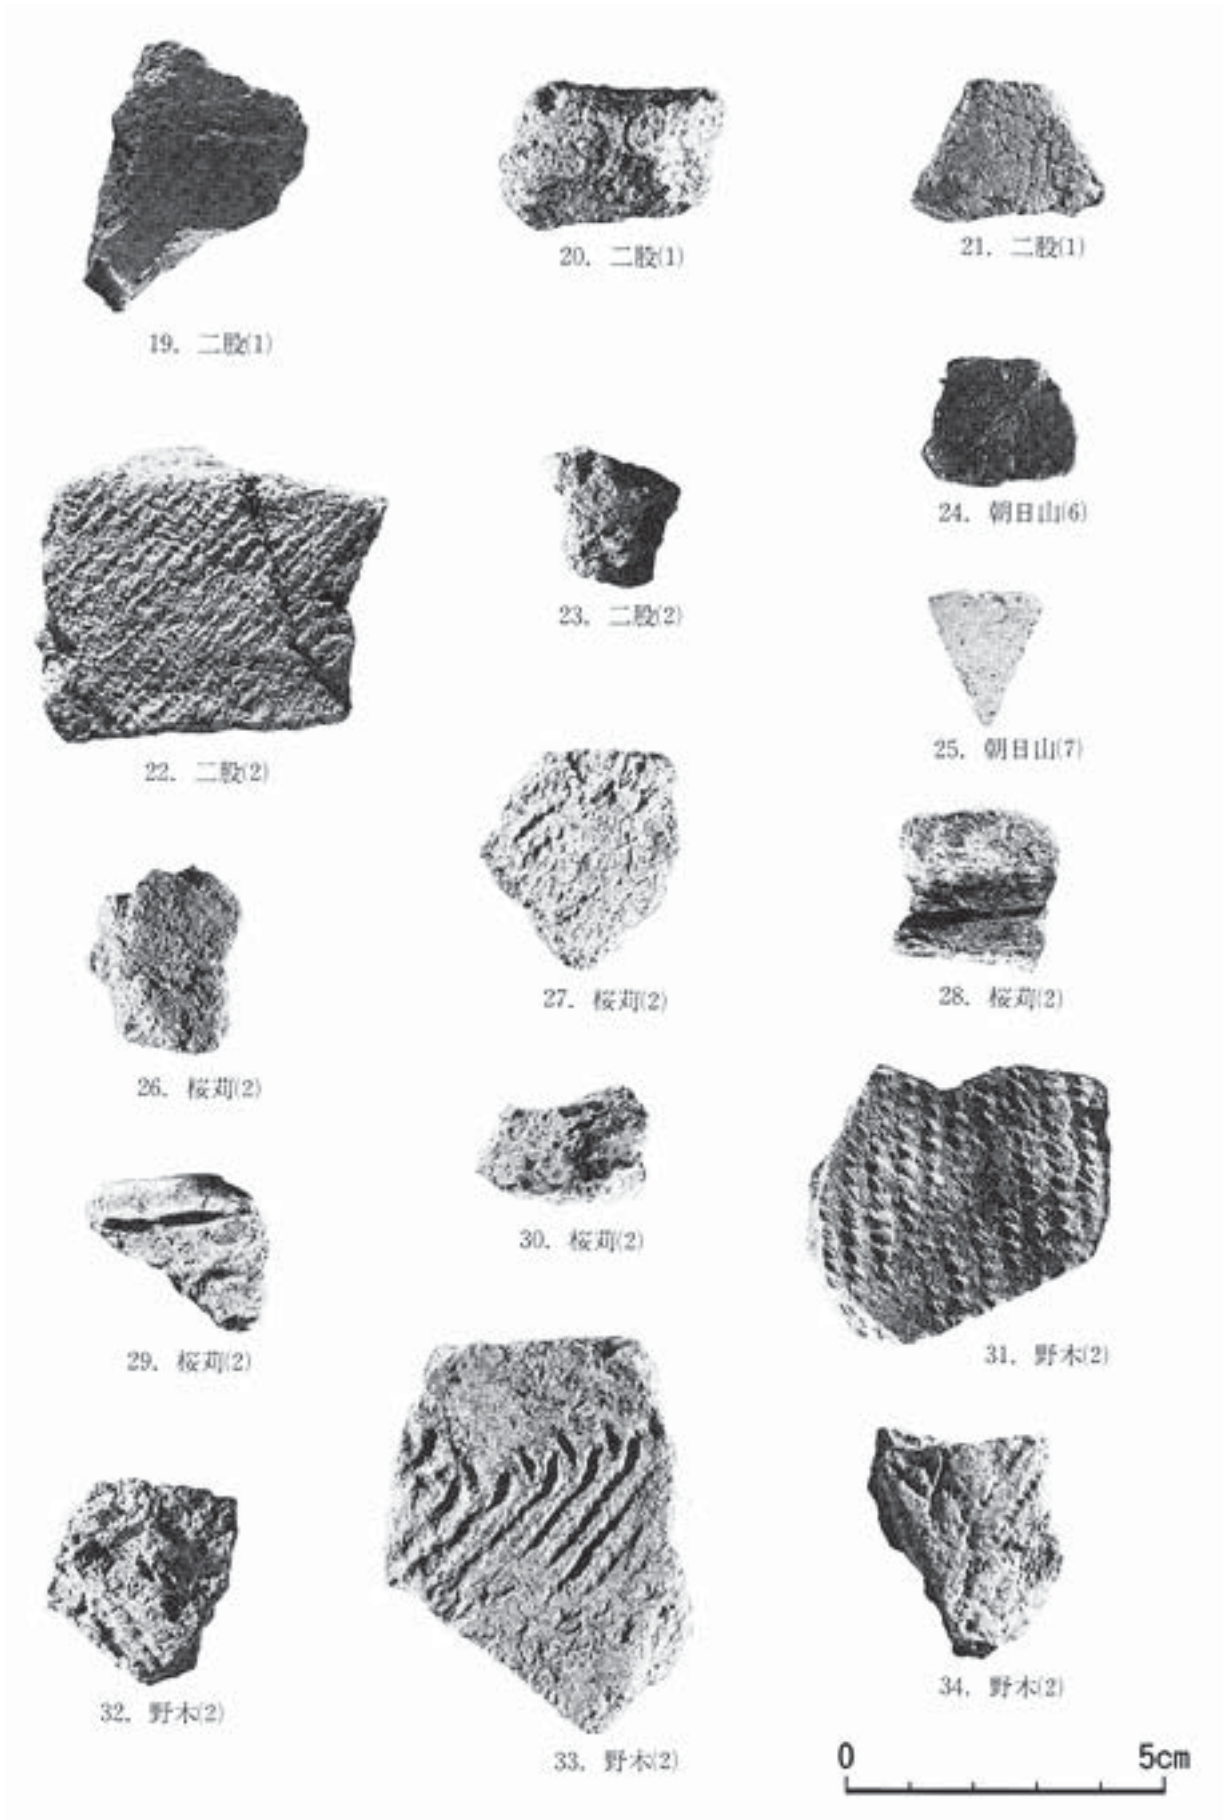 19. 二股(1)
20. 二股(1)
21. 二股(1)
22. 二股(2)
23. 二股(2)
24. 朝日山(6)
25. 朝日山(7)
26. 桜苅(2)
27. 桜苅(2)
28. 桜苅(2)
29. 桜苅(2)
30. 桜苅(2)
31. 野木(2)
32. 野木(2)
33. 野木(2)
34. 野木(2)
0 5cm